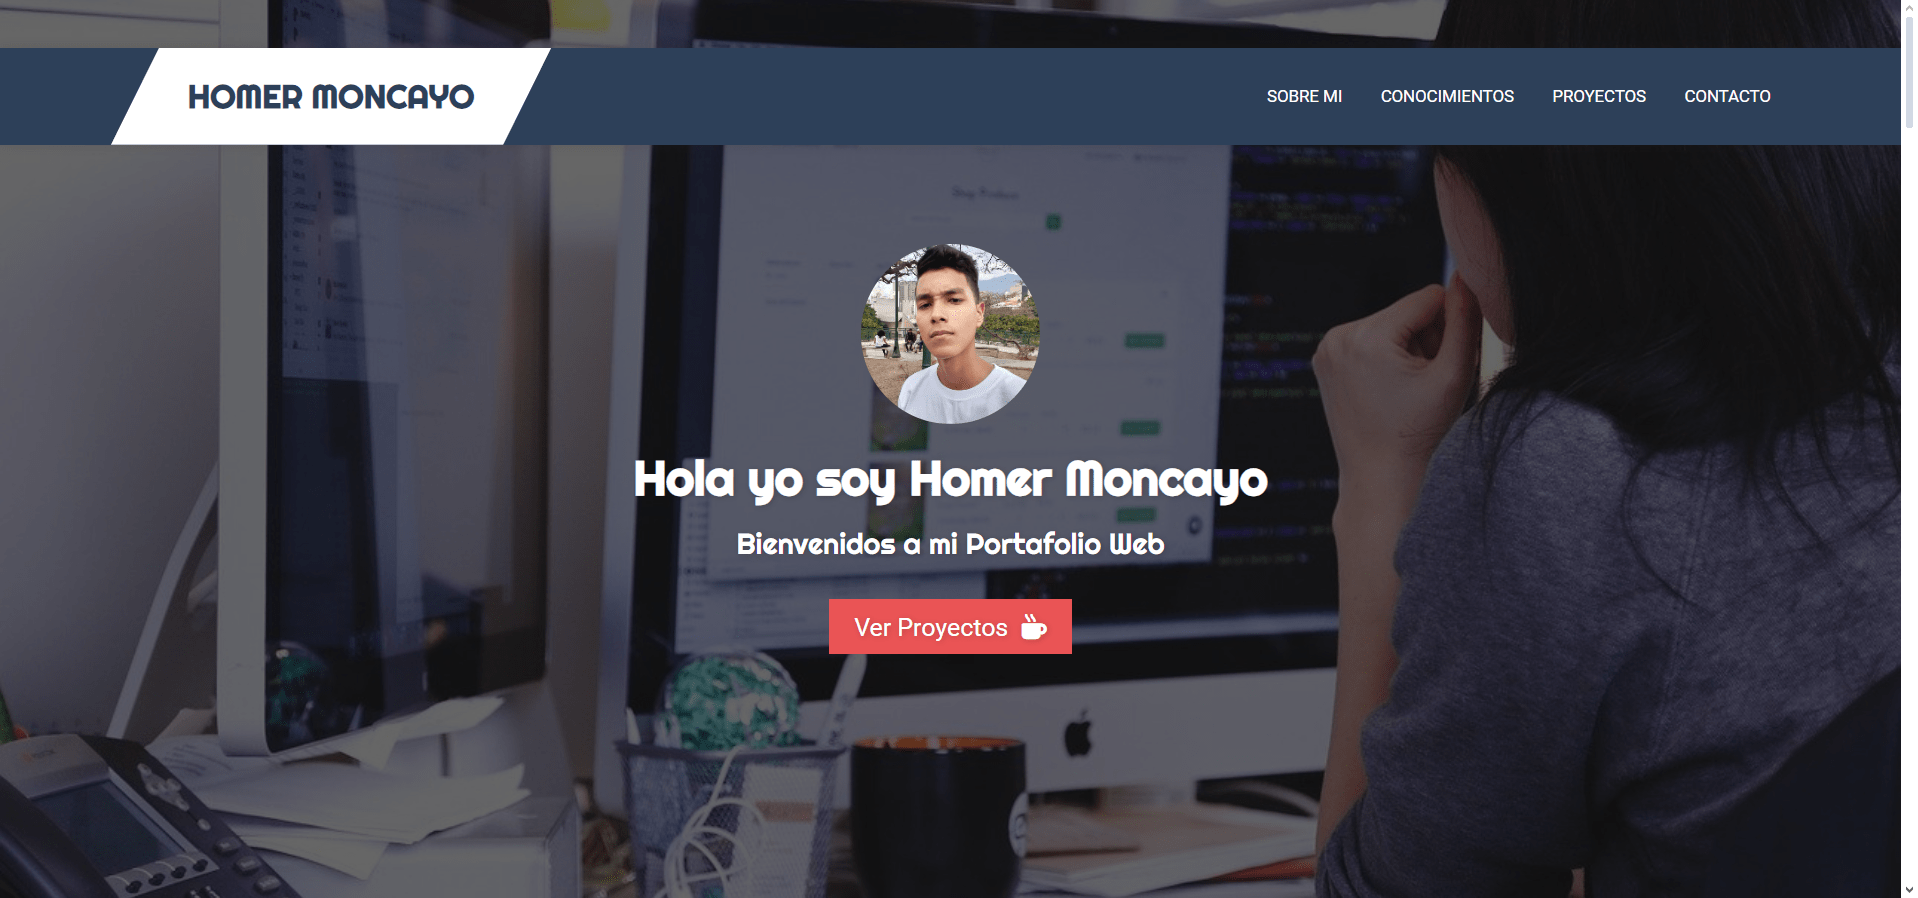 HOMER MONCAYO
SOBRE MI
CONOCIMIENTOS
PROYECTOS
CONTACTO
Hola yo soy Homer Moncayo
Bienvenidos a mi Portafolio Web
Ver Proyectos